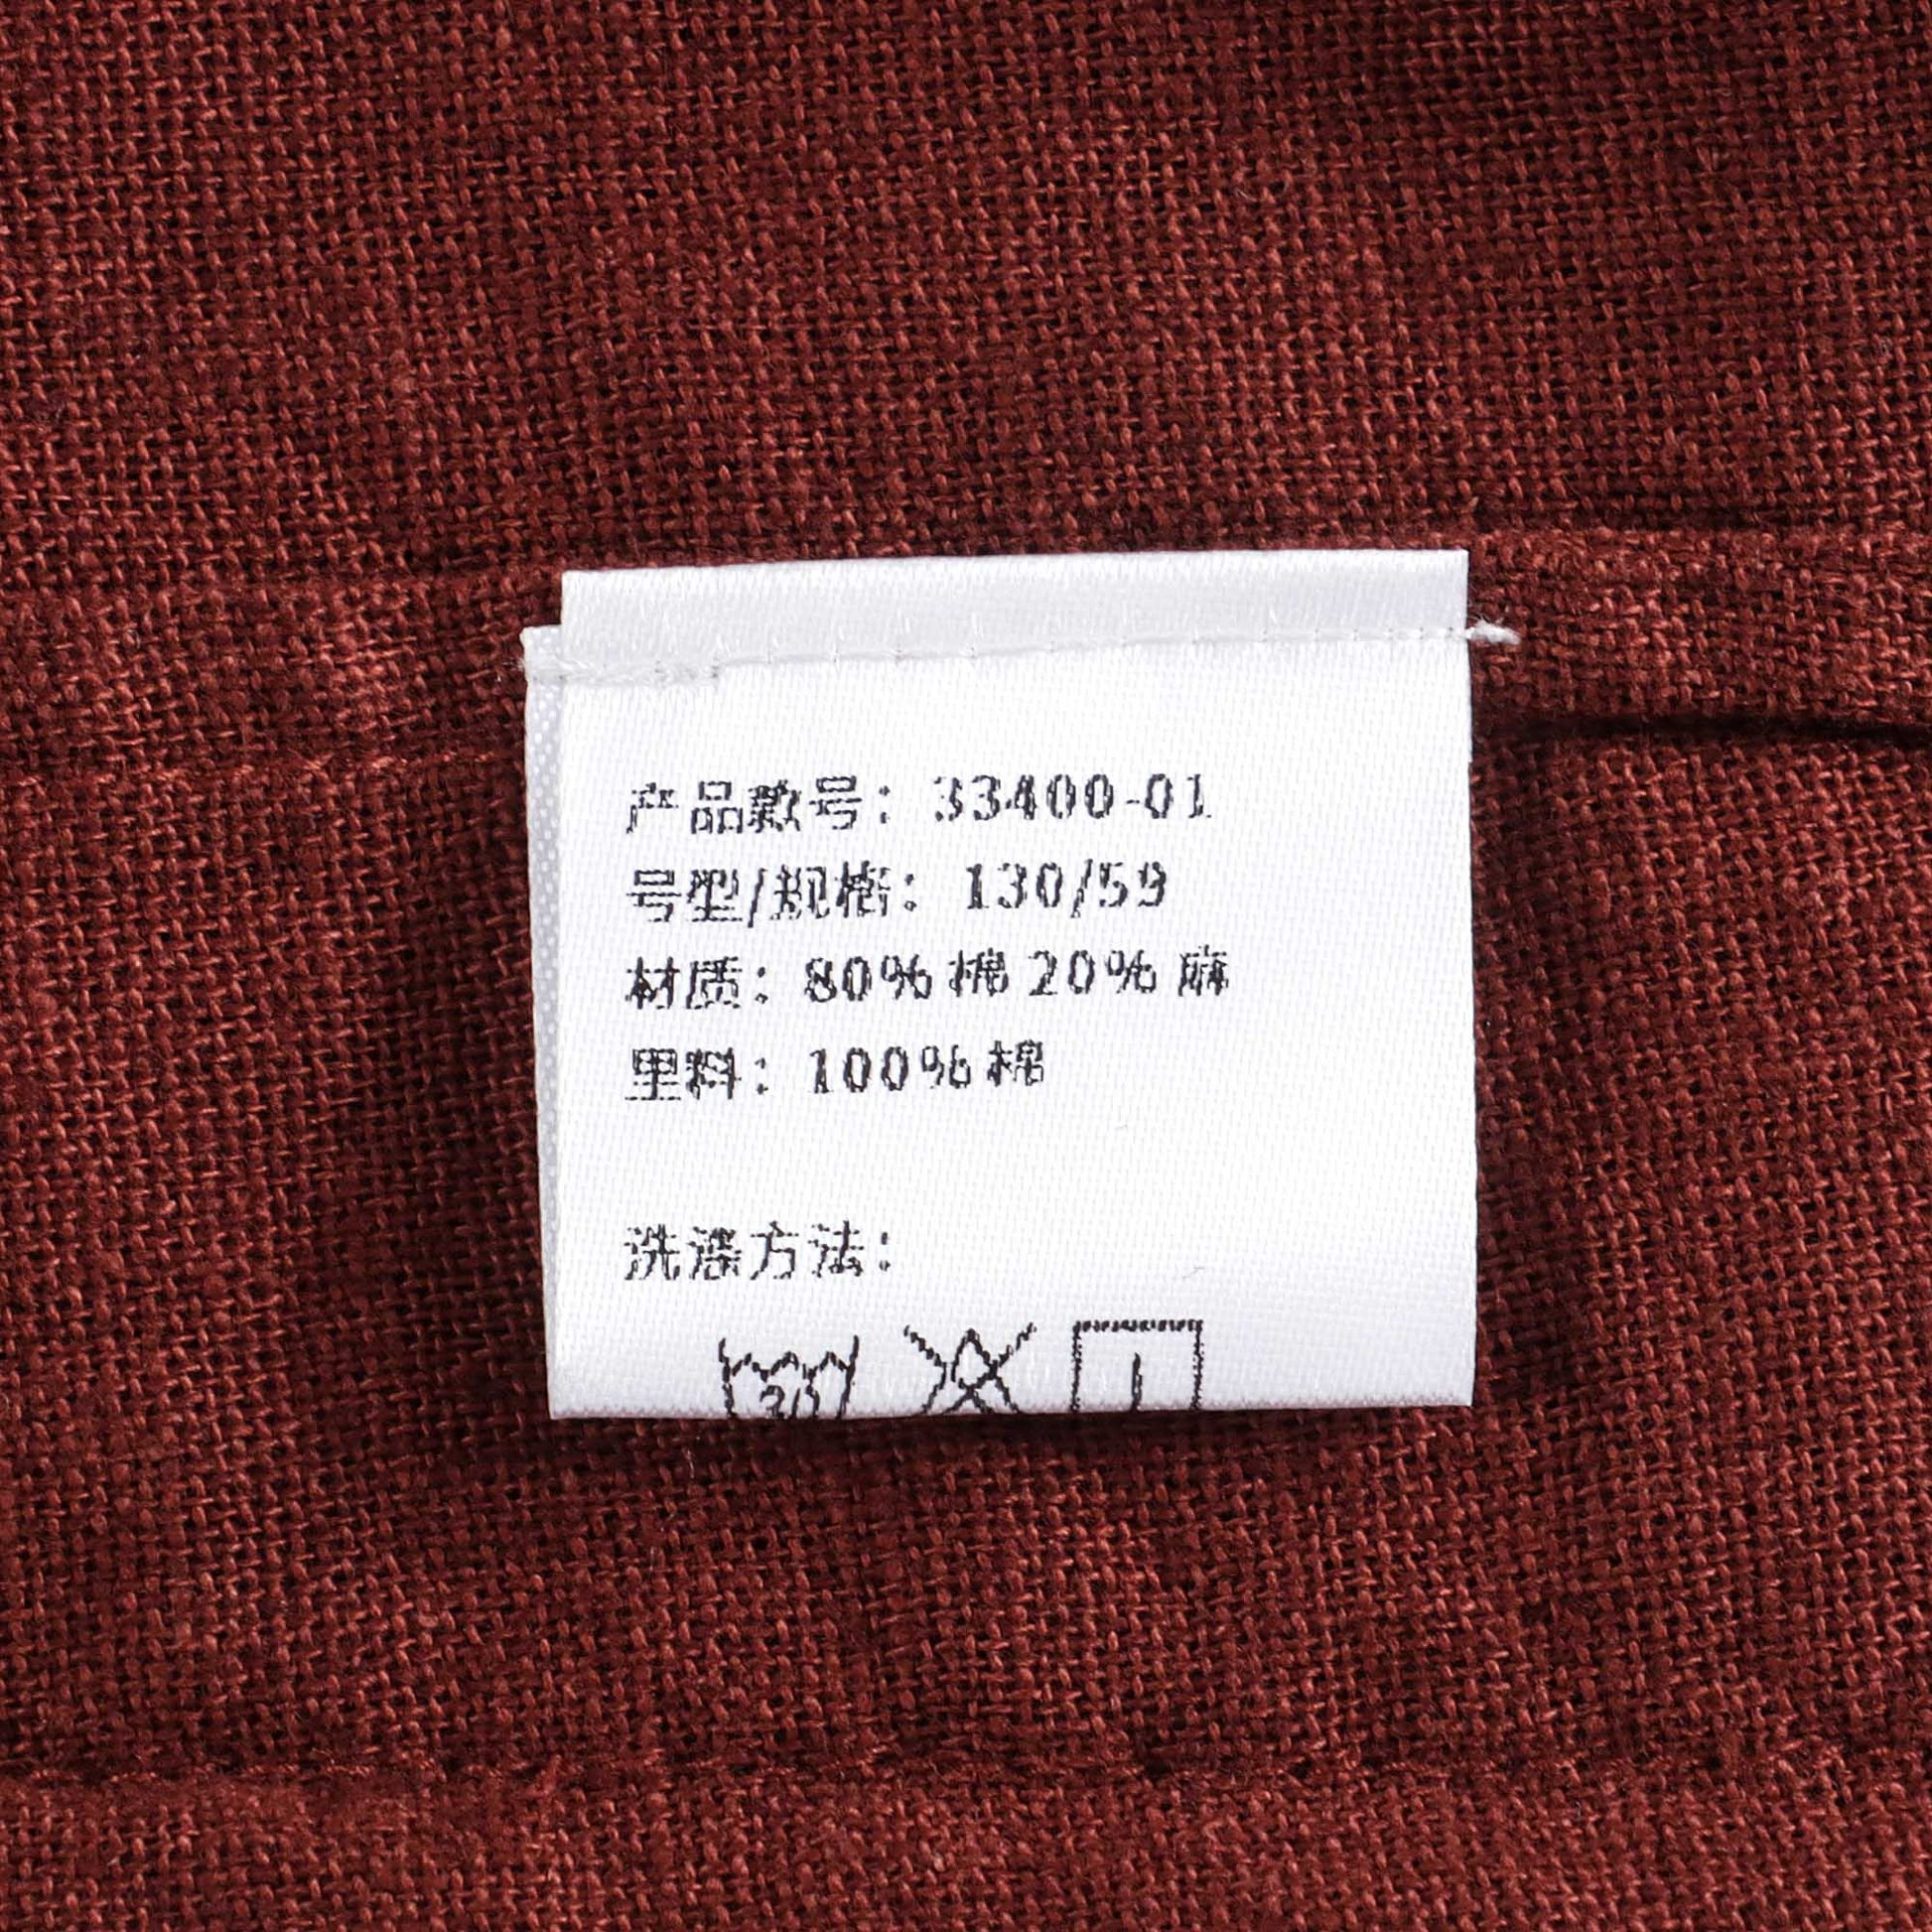 产品款号：33400-01
号型/规格：130/59
材质：80%棉 20%麻
里料：100%棉
洗涤方法：
30